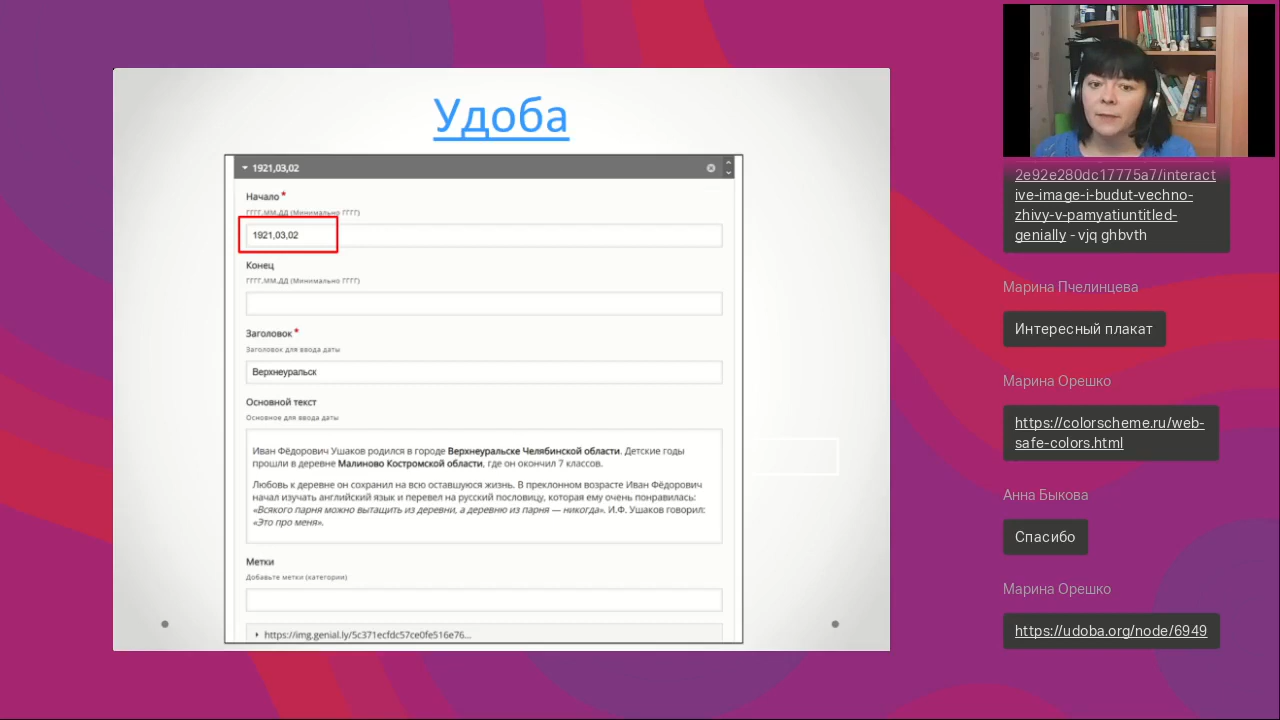 Удоба
1921,03,02
Начало*
ГГГГ,ММ,ДД (Минимально ГГГГ)
1921,03,02
Конец
ГГГГ,ММ,ДД (Минимально ГГГГ)
Заголовок*
Заголовок для ввода даты
Верхнеуральск
Основной текст
Основное для ввода даты
Иван Фёдорович Ушаков родился в городе Верхнеуральске Челябинской области. Детские годы
прошли в деревне Малиново Костромской области, где он окончил 7 классов.
Любовь к деревне он сохранил на всю оставшуюся жизнь. В преклонном возрасте Иван Фёдорович
начал изучать английский язык и перевел на русский пословицу, которая ему очень понравилась:
«Всякого парня можно вытащить из деревни, а деревню из парня — никогда». И.Ф. Ушаков говорил:
«Это про меня».
Метки
Добавьте метки (категории)
https://img.genial.ly/5c371ecfdc57ce0fe516e76...
2e92e280dc17775a7/interact
ive-image-i-budut-vechno-
zhivy-v-pamyatiuntitled-
genially - vjq ghbvth
Марина Пчелинцева
Интересный плакат
Марина Орешко
https://colorscheme.ru/web-
safe-colors.html
Анна Быкова
Спасибо
Марина Орешко
https://udoba.org/node/6949